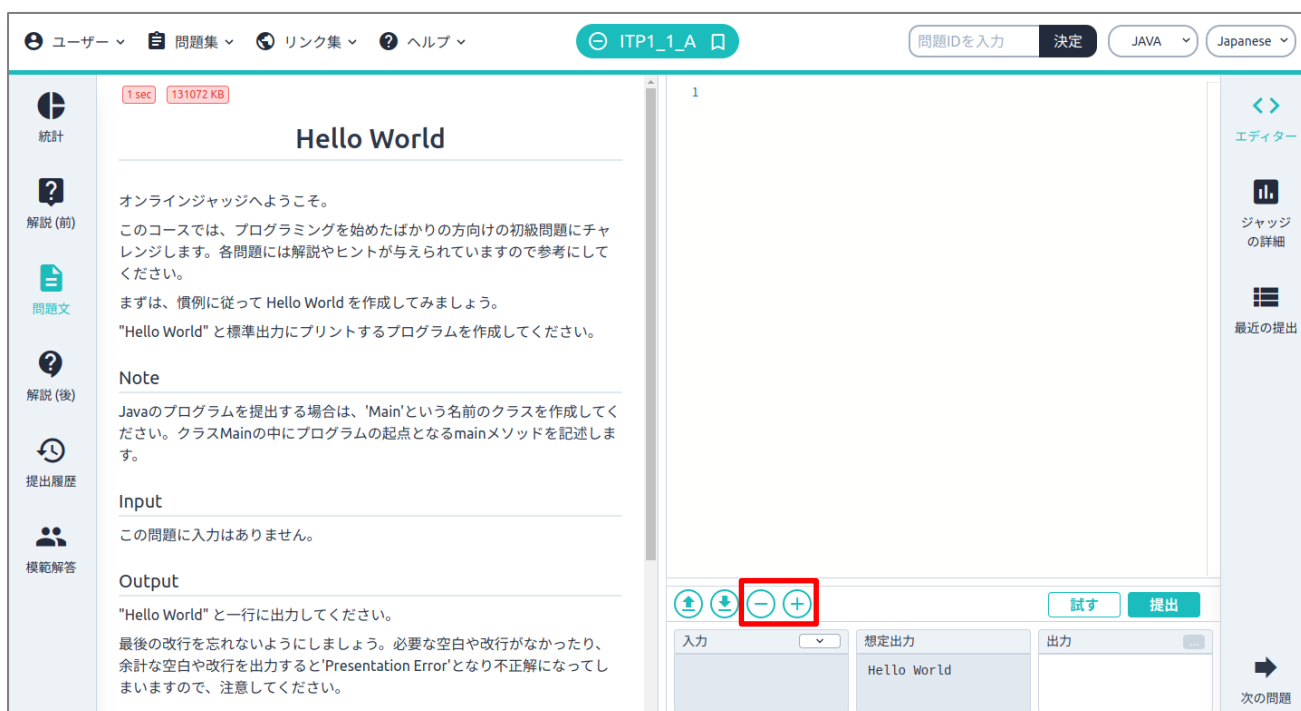 ユーザー 問題集 リンク集 ヘルプ ITP1_1_A 問題IDを入力 決定 JAVA Japanese
統計
解説 (前)
問題文
解説 (後)
提出履歴
模範解答
1 sec 131072 KB
Hello World
オンラインジャッジへようこそ。
このコースでは、プログラミングを始めたばかりの方向けの初級問題にチャ
レンジします。各問題には解説やヒントが与えられていますので参考にして
ください。
まずは、慣例に従って Hello World を作成してみましょう。
"Hello World" と標準出力にプリントするプログラムを作成してください。
Note
Javaのプログラムを提出する場合は、'Main'という名前のクラスを作成してく
ださい。クラスMainの中にプログラムの起点となるmainメソッドを記述しま
す。
Input
この問題に入力はありません。
Output
"Hello World" と一行に出力してください。
最後の改行を忘れないようにしましょう。必要な空白や改行がなかったり、
余計な空白や改行を出力すると'Presentation Error'となり不正解になってし
まいますので、注意してください。
1
試す 提出
入力 想定出力 出力 ...
Hello World
エディター
ジャッジ
の詳細
最近の提出
次の問題